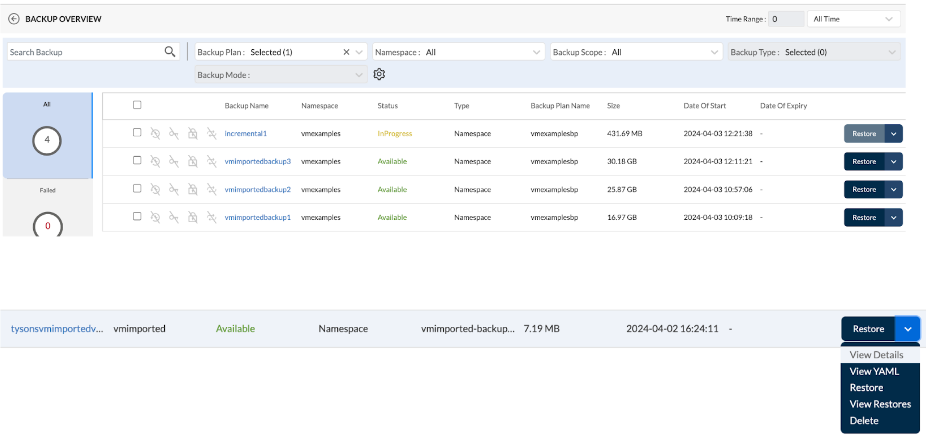 BACKUP OVERVIEW Time Range : 0 All Time
Search Backup Backup Plan : Selected (1) Namespace : All Backup Scope : All Backup Type : Selected (0)
Backup Mode :
All Backup Name Namespace Status Type Backup Plan Name Size Date Of Start Date Of Expiry
4 incremental1 vmexamples InProgress Namespace vmexamplesbp 431.69 MB 2024-04-03 12:21:38 - Restore
vmimportedbackup3 vmexamples Available Namespace vmexamplesbp 30.18 GB 2024-04-03 12:11:21 - Restore
Failed vmimportedbackup2 vmexamples Available Namespace vmexamplesbp 25.87 GB 2024-04-03 10:57:06 - Restore
0 vmimportedbackup1 vmexamples Available Namespace vmexamplesbp 16.97 GB 2024-04-03 10:09:18 - Restore
tysonsvmimportedv... vmimported Available Namespace vmimported-backup... 7.19 MB 2024-04-02 16:24:11 - Restore
View Details
View YAML
Restore
View Restores
Delete